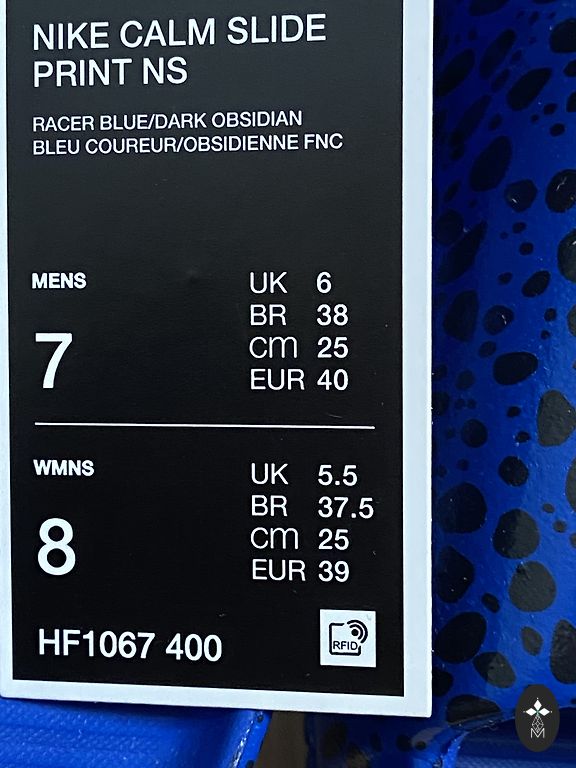 NIKE CALM SLIDE
PRINT NS
RACER BLUE/DARK OBSIDIAN
BLEU COUREUR/OBSIDIENNE FNC
MENS
7
UK 6
BR 38
CM 25
EUR 40
WMNS
8
UK 5.5
BR 37.5
CM 25
EUR 39
HF1067 400
RFID
M